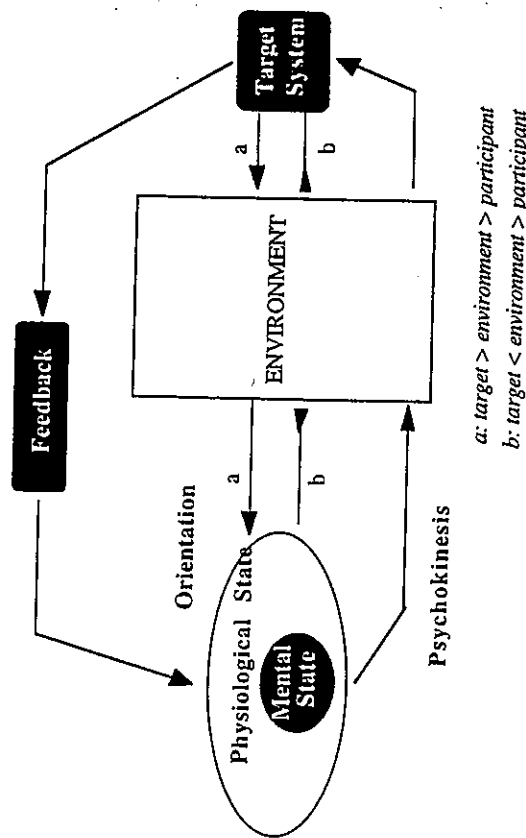 Feedback
Target
System
Orientation
a
a
Physiological State
ENVIRONMENT
Mental
State
b
b
Psychokinesis
a: target > environment > participant
b: target < environment > participant